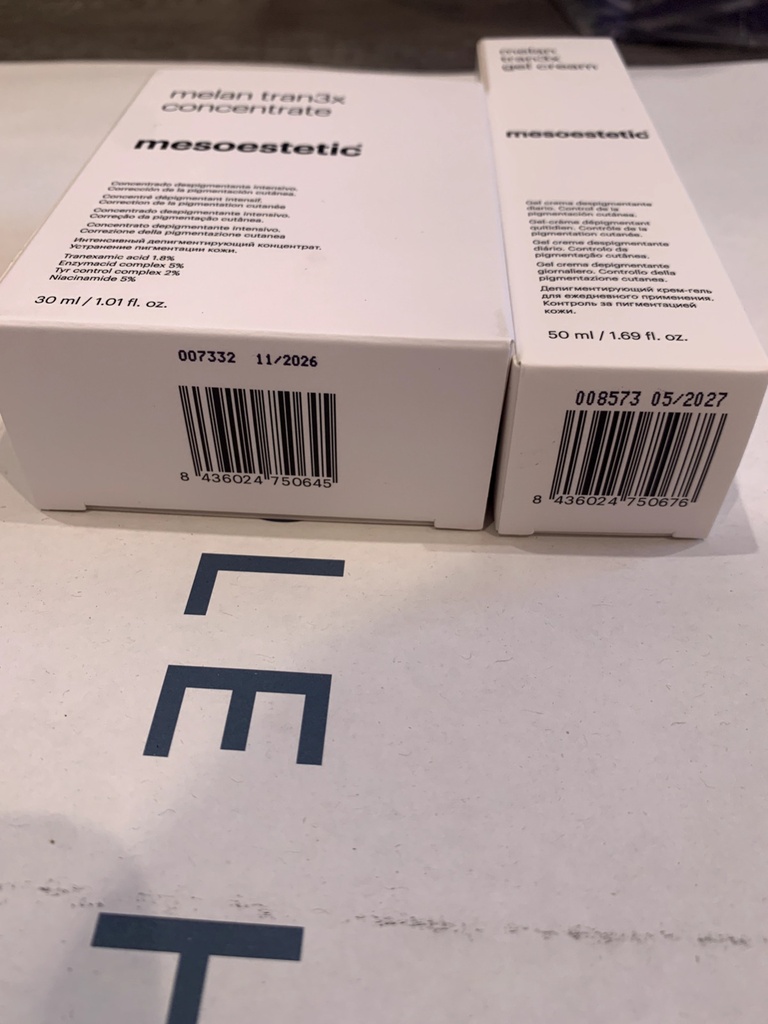 melan tran3x
concentrate
mesoestetic
Concentrado despigmentante intensivo.
Corrección de la pigmentación cutánea.
Concentré dépigmentant intensif.
Correction de la pigmentation cutanée
Concentrado despigmentante intensivo.
Correção da pigmentação cutânea.
Concentrato depigmentante intensivo.
Correzione della pigmentazione cutanea
Интенсивный депигментирующий концентрат.
Устранение пигментации кожи.
Tranexamic acid 1.8%
Enzymacid complex 5%
Tyr control complex 2%
Niacinamide 5%
30 ml / 1.01 fl. oz.
007332 11/2026
8 436024 750645
melan
tran3x
gel cream
mesoestetic
Gel crema despigmentante
diario. Control de la
pigmentación cutánea.
Gel-crème dépigmentant
quitidien. Contrôle de la
pigmentation cutanée.
Gel creme despigmentante
diário. Controlo da
pigmentação cutânea.
Gel crema depigmentante
giornaliero. Controllo della
pigmentazione cutanea.
Депигментирующий крем-гель
для ежедневного применения.
Контроль за пигментацией
кожи.
50 ml / 1.69 fl. oz.
008573 05/2027
8 436024 750676
L
E
T